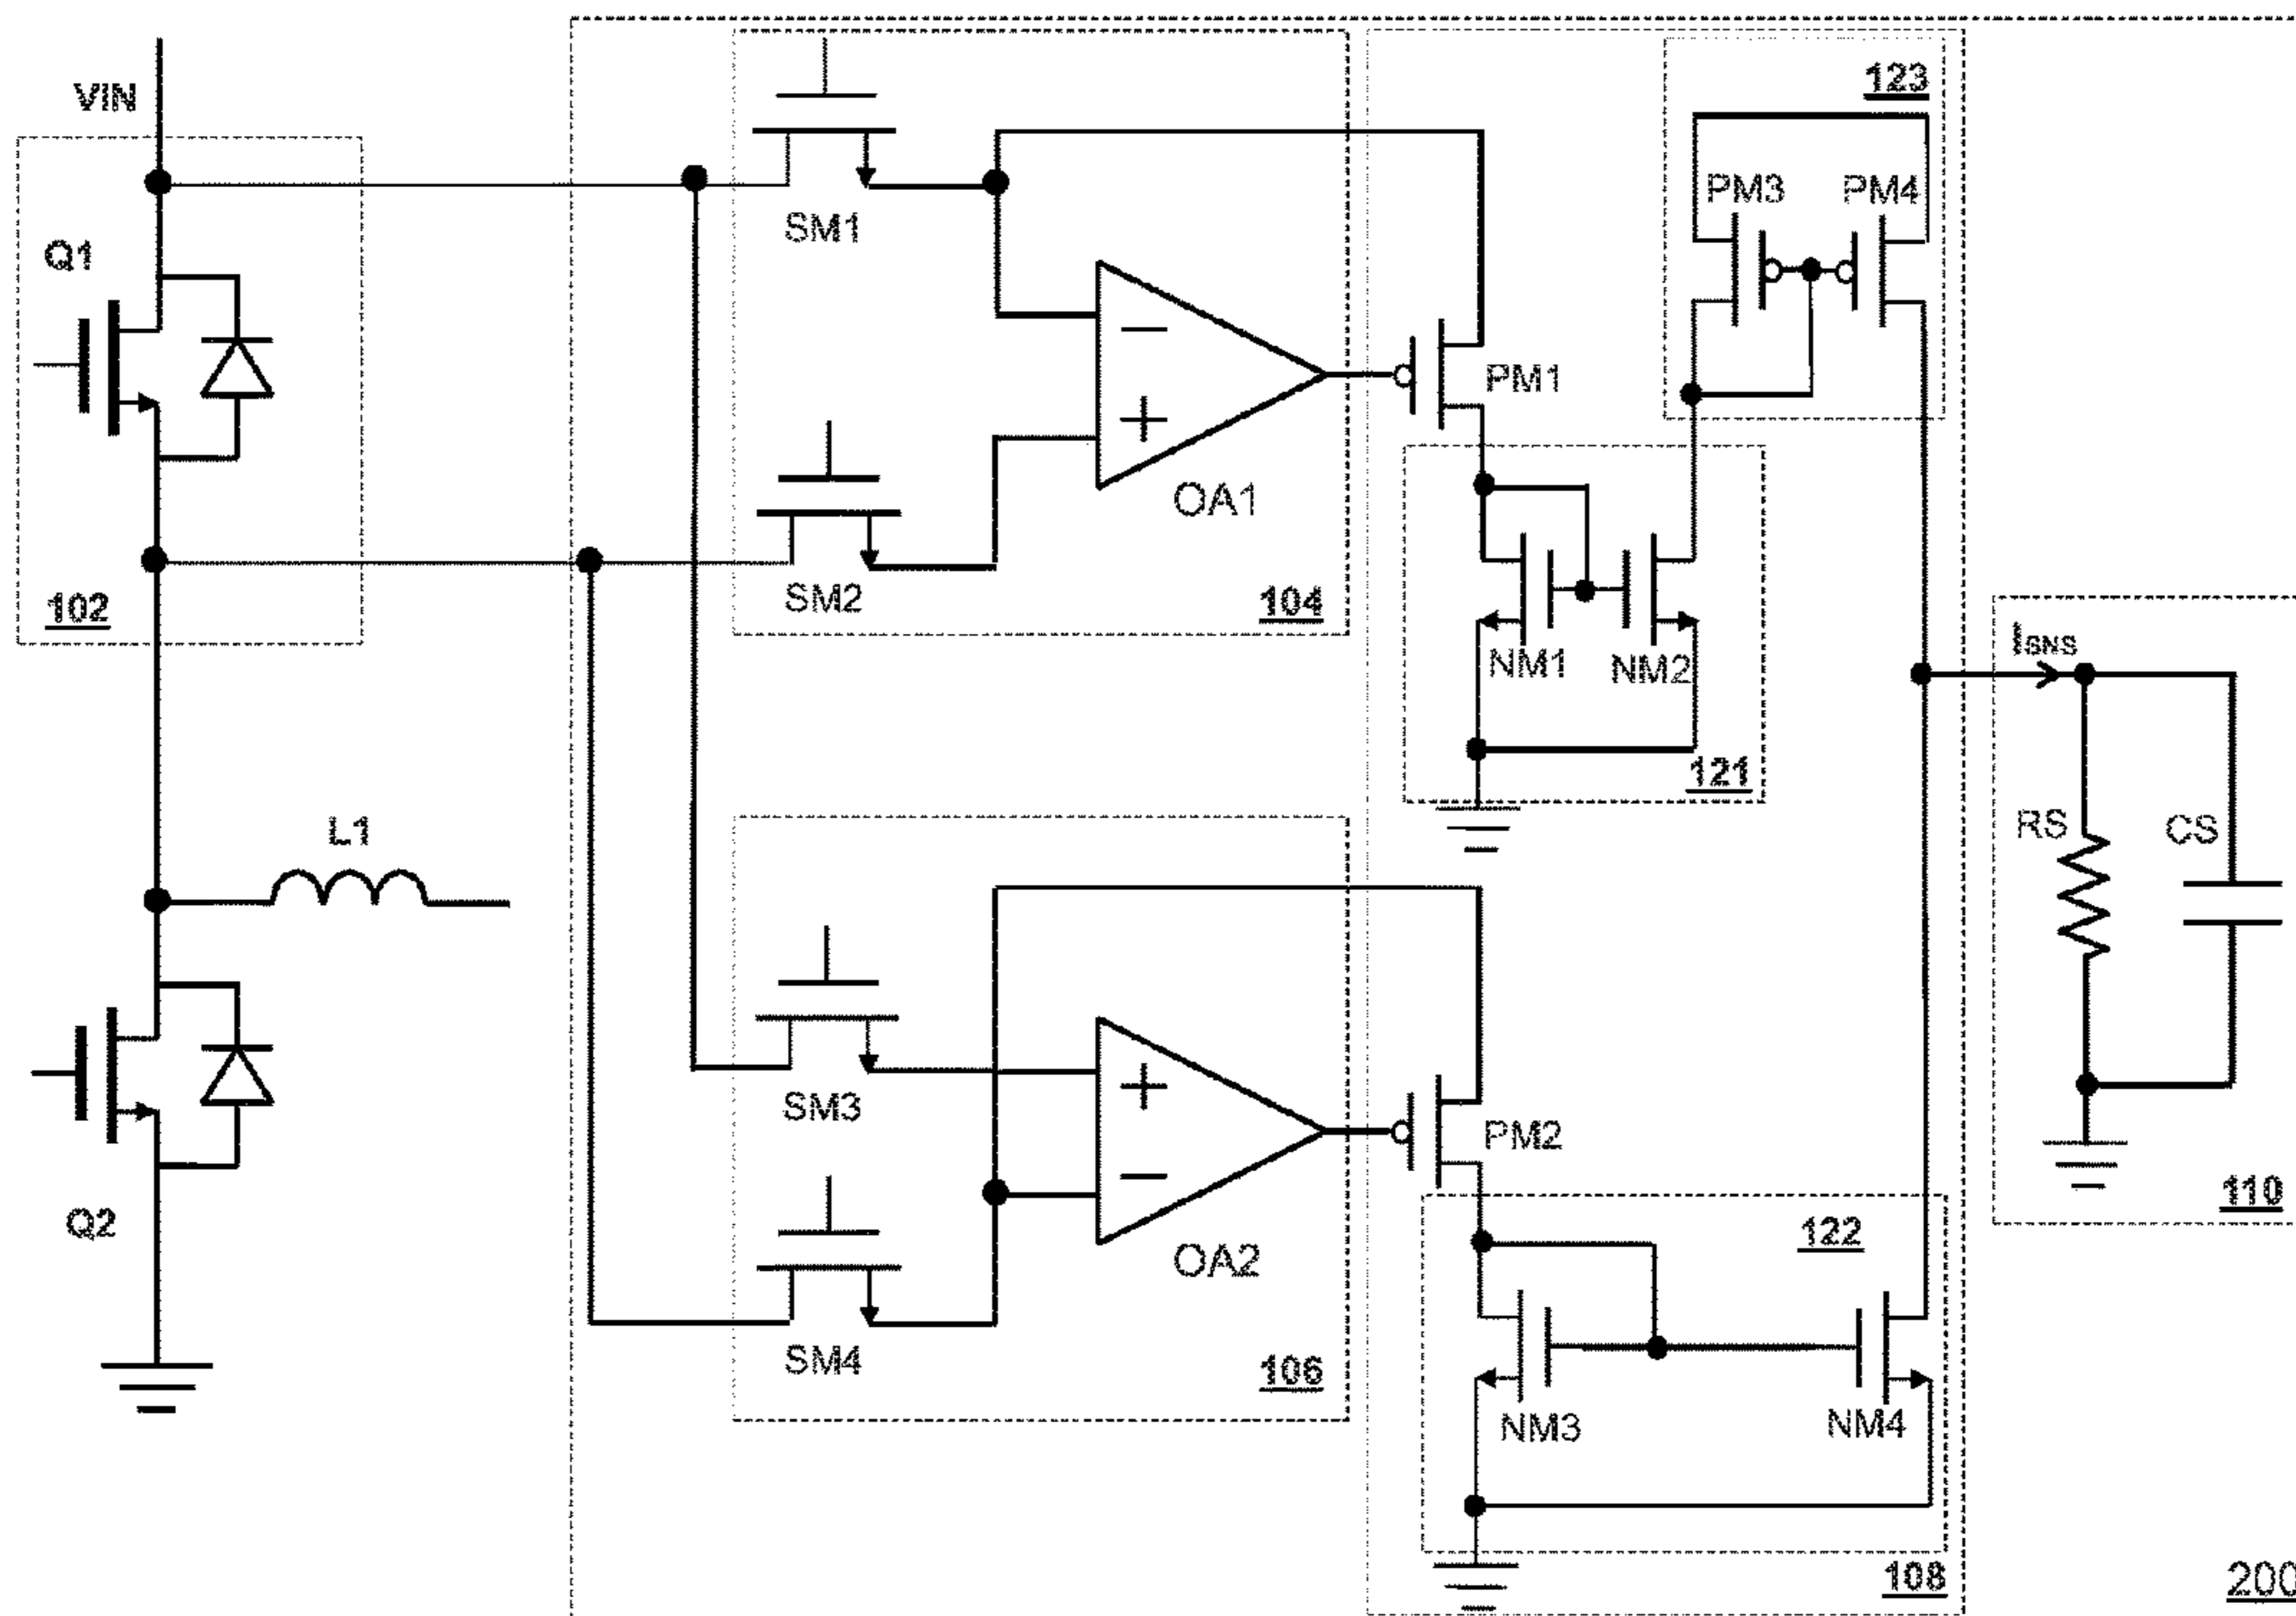 VIN
123
PM3
PM4
SM1
Q1
PM1
OA1
SM2
104
102
NM1
NM2
ISNS
121
L1
RS
CS
SM3
PM2
Q2
122
110
OA2
SM4
106
NM3
NM4
108
200